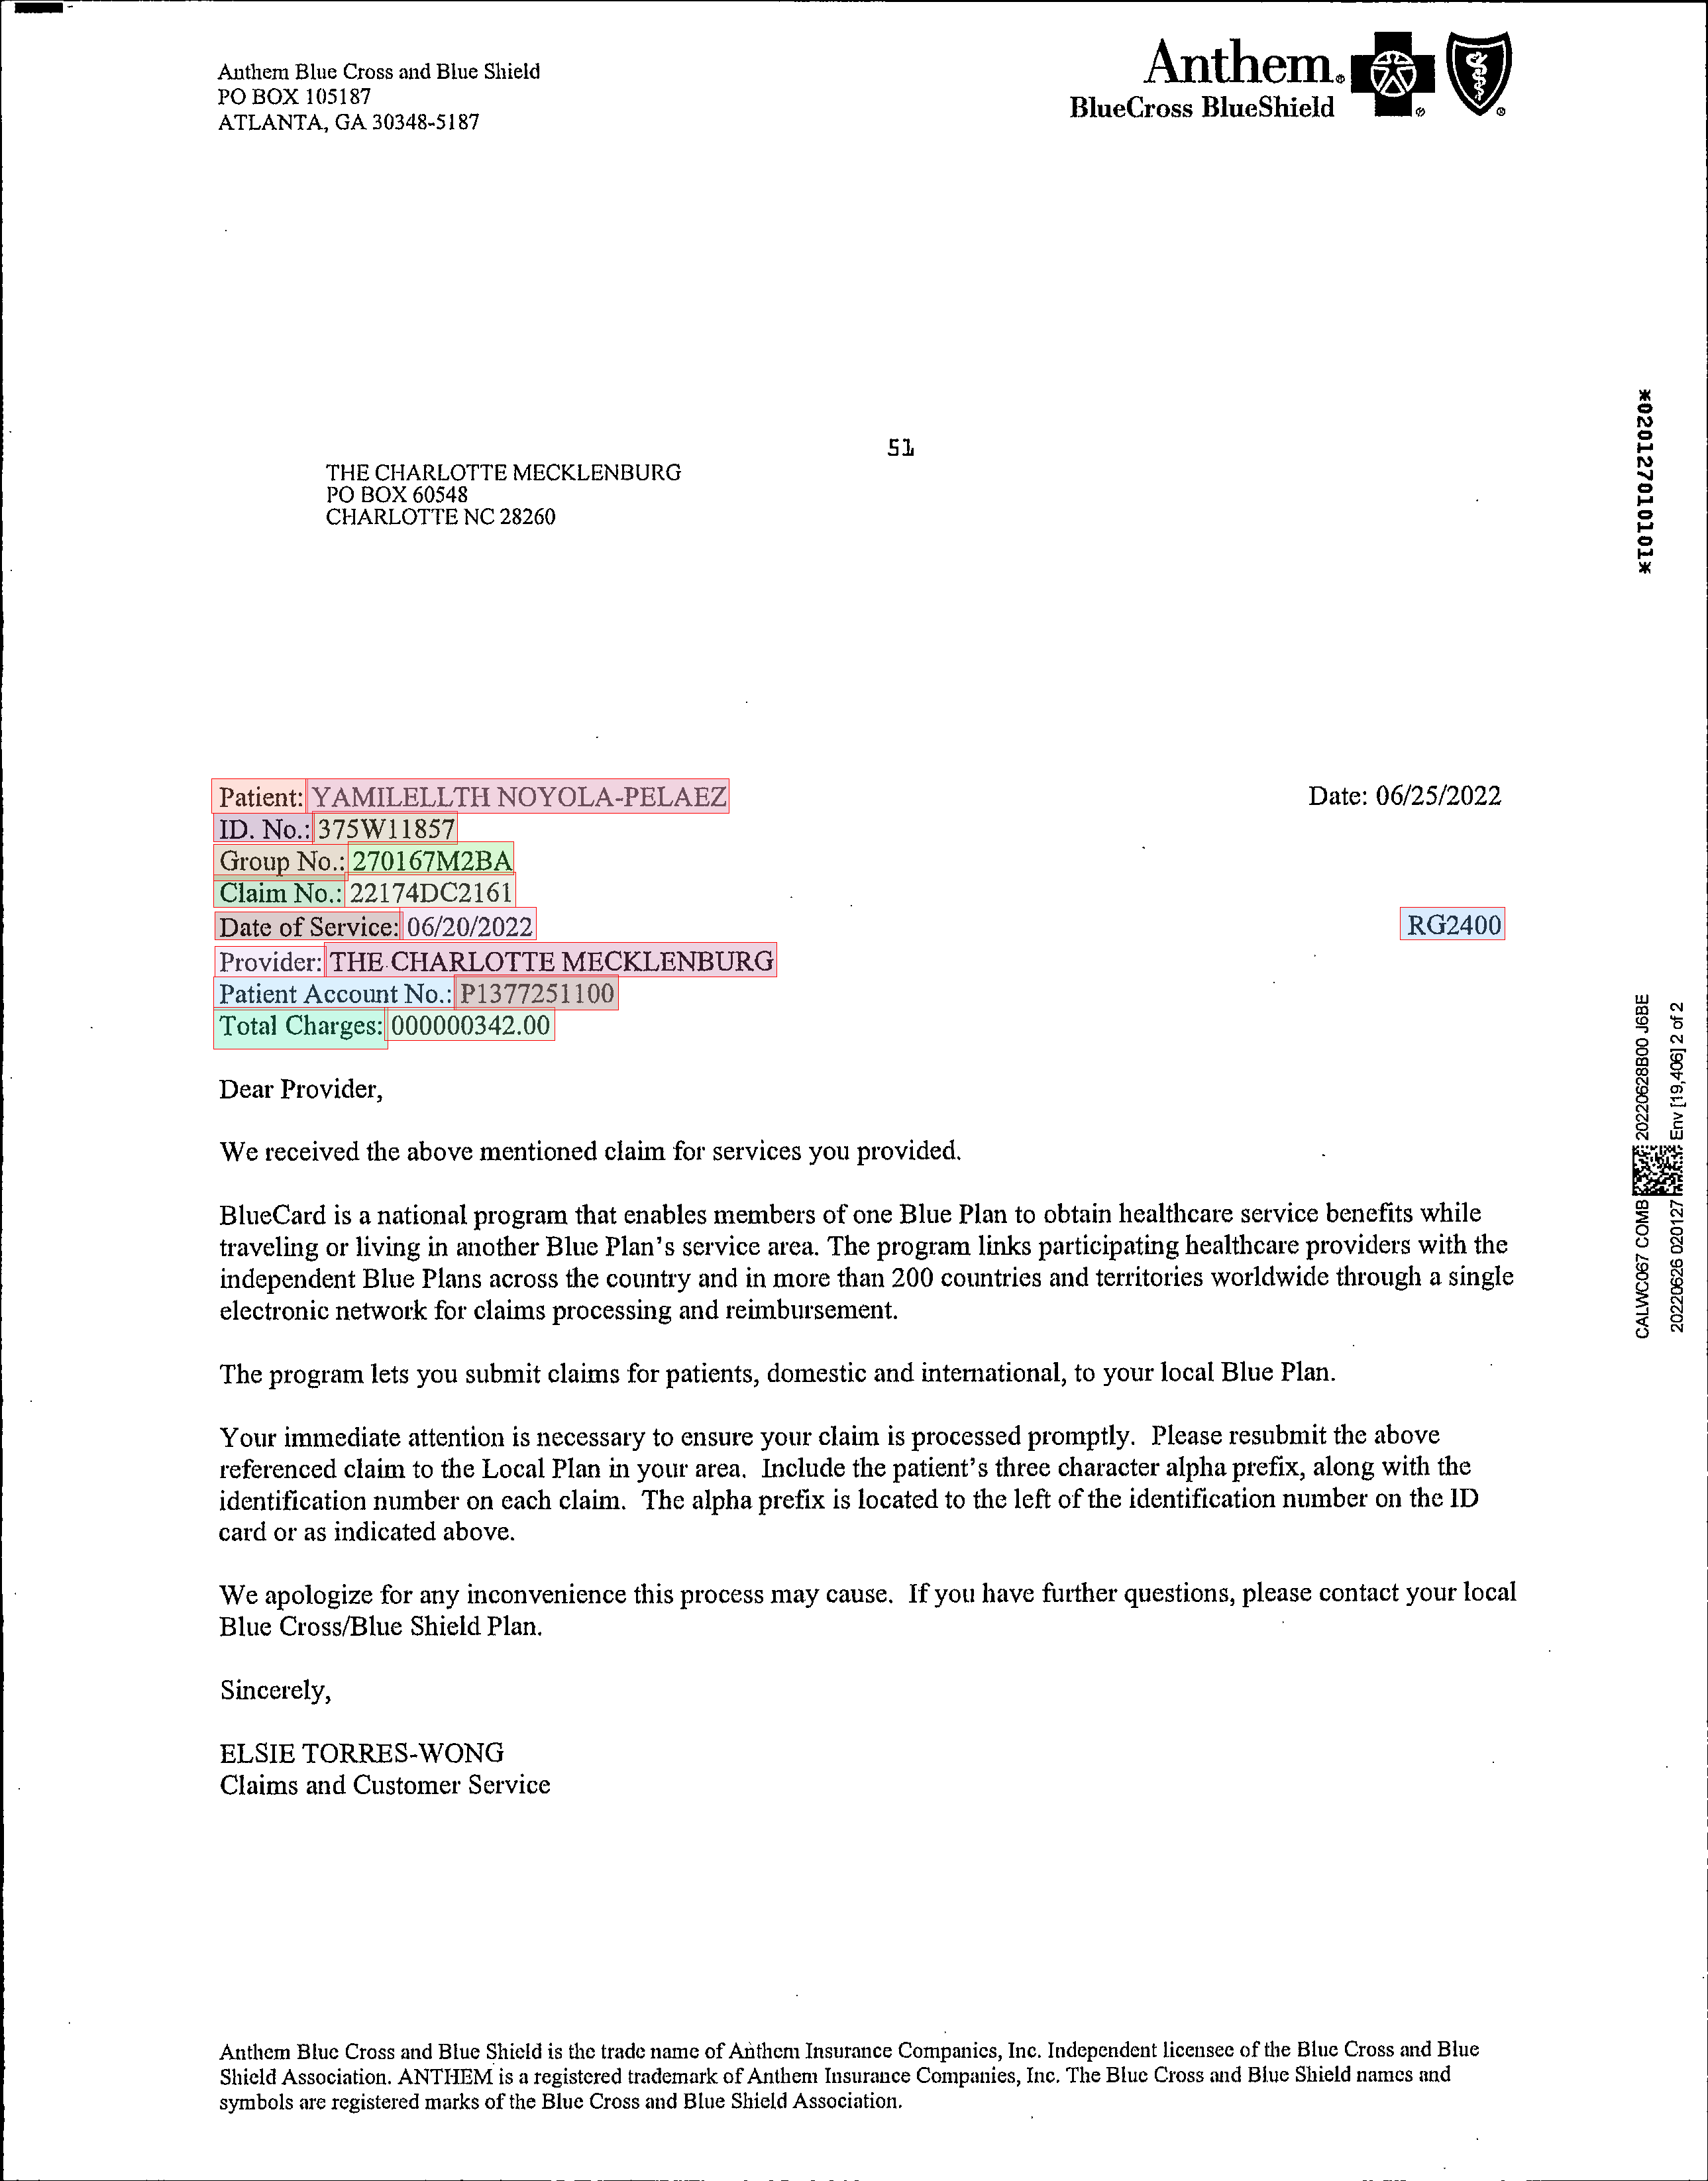 Anthem Blue Cross and Blue Shield
PO BOX 105187
ATLANTA, GA 30348-5187
Anthem®
BlueCross BlueShield
51
THE CHARLOTTE MECKLENBURG
PO BOX 60548
CHARLOTTE NC 28260
*020127010101*
Patient: YAMILELLTH NOYOLA-PELAEZ
Date: 06/25/2022
ID. No.: 375W11857
Group No.: 270167M2BA
Claim No.: 22174DC2161
Date of Service: 06/20/2022
RG2400
Provider: THE CHARLOTTE MECKLENBURG
Patient Account No.: P1377251100
Total Charges: 000000342.00
Dear Provider,
We received the above mentioned claim for services you provided.
BlueCard is a national program that enables members of one Blue Plan to obtain healthcare service benefits while
traveling or living in another Blue Plan's service area. The program links participating healthcare providers with the
independent Blue Plans across the country and in more than 200 countries and territories worldwide through a single
electronic network for claims processing and reimbursement.
The program lets you submit claims for patients, domestic and international, to your local Blue Plan.
Your immediate attention is necessary to ensure your claim is processed promptly. Please resubmit the above
referenced claim to the Local Plan in your area. Include the patient's three character alpha prefix, along with the
identification number on each claim. The alpha prefix is located to the left of the identification number on the ID
card or as indicated above.
We apologize for any inconvenience this process may cause. If you have further questions, please contact your local
Blue Cross/Blue Shield Plan.
Sincerely,
ELSIE TORRES-WONG
Claims and Customer Service
CALWC067 COMB 20220628B00 J6BE
20220626 020127 Env [19,406] 2 of 2
Anthem Blue Cross and Blue Shield is the trade name of Anthem Insurance Companies, Inc. Independent licensee of the Blue Cross and Blue
Shield Association. ANTHEM is a registered trademark of Anthem Insurance Companies, Inc. The Blue Cross and Blue Shield names and
symbols are registered marks of the Blue Cross and Blue Shield Association.